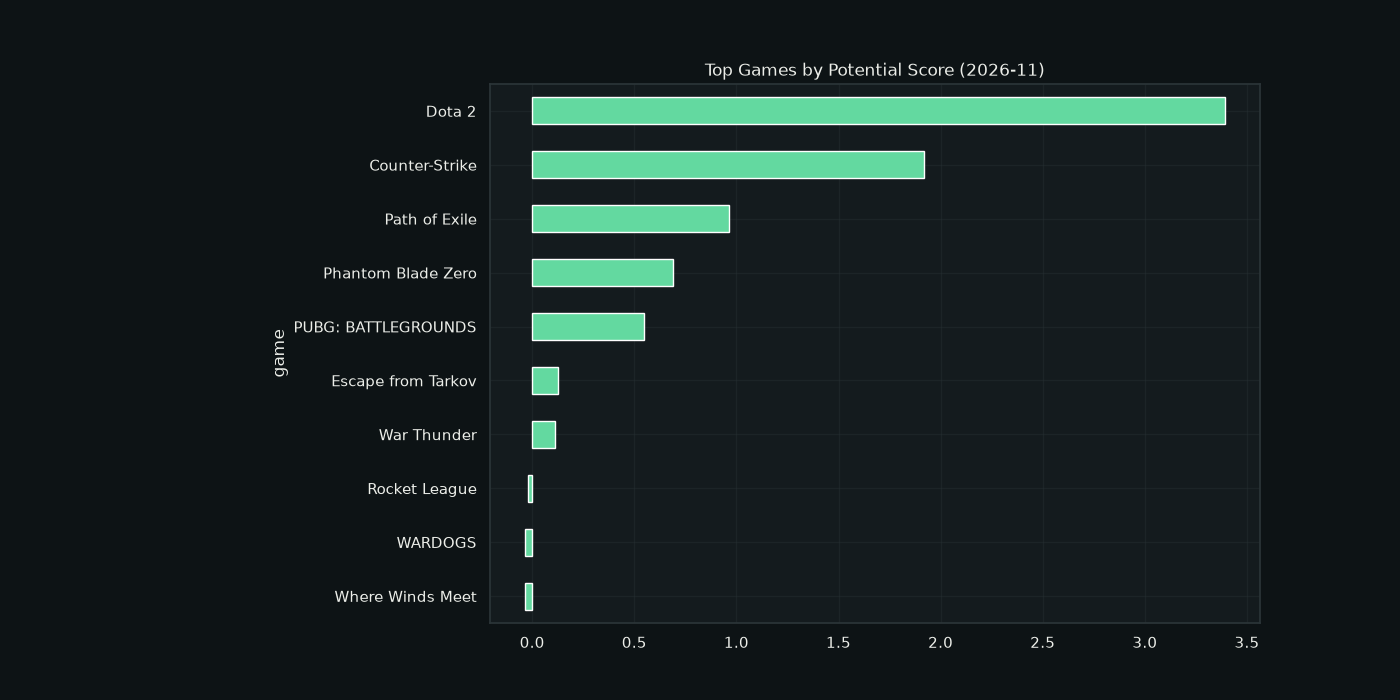 Top Games by Potential Score (2026-11)
Dota 2
Counter-Strike
Path of Exile
Phantom Blade Zero
PUBG: BATTLEGROUNDS
Escape from Tarkov
War Thunder
Rocket League
WARDOGS
Where Winds Meet
game
0.0 0.5 1.0 1.5 2.0 2.5 3.0 3.5